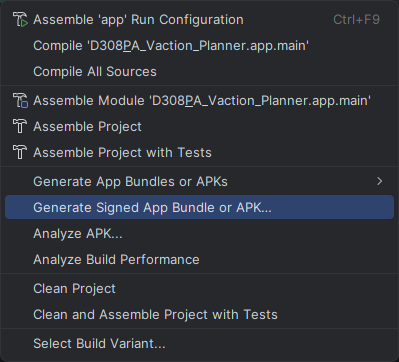 Assemble 'app' Run Configuration Ctrl+F9
Compile 'D308PA_Vaction_Planner.app.main'
Compile All Sources
Assemble Module 'D308PA_Vaction_Planner.app.main'
Assemble Project
Assemble Project with Tests
Generate App Bundles or APKs
Generate Signed App Bundle or APK...
Analyze APK...
Analyze Build Performance
Clean Project
Clean and Assemble Project with Tests
Select Build Variant...